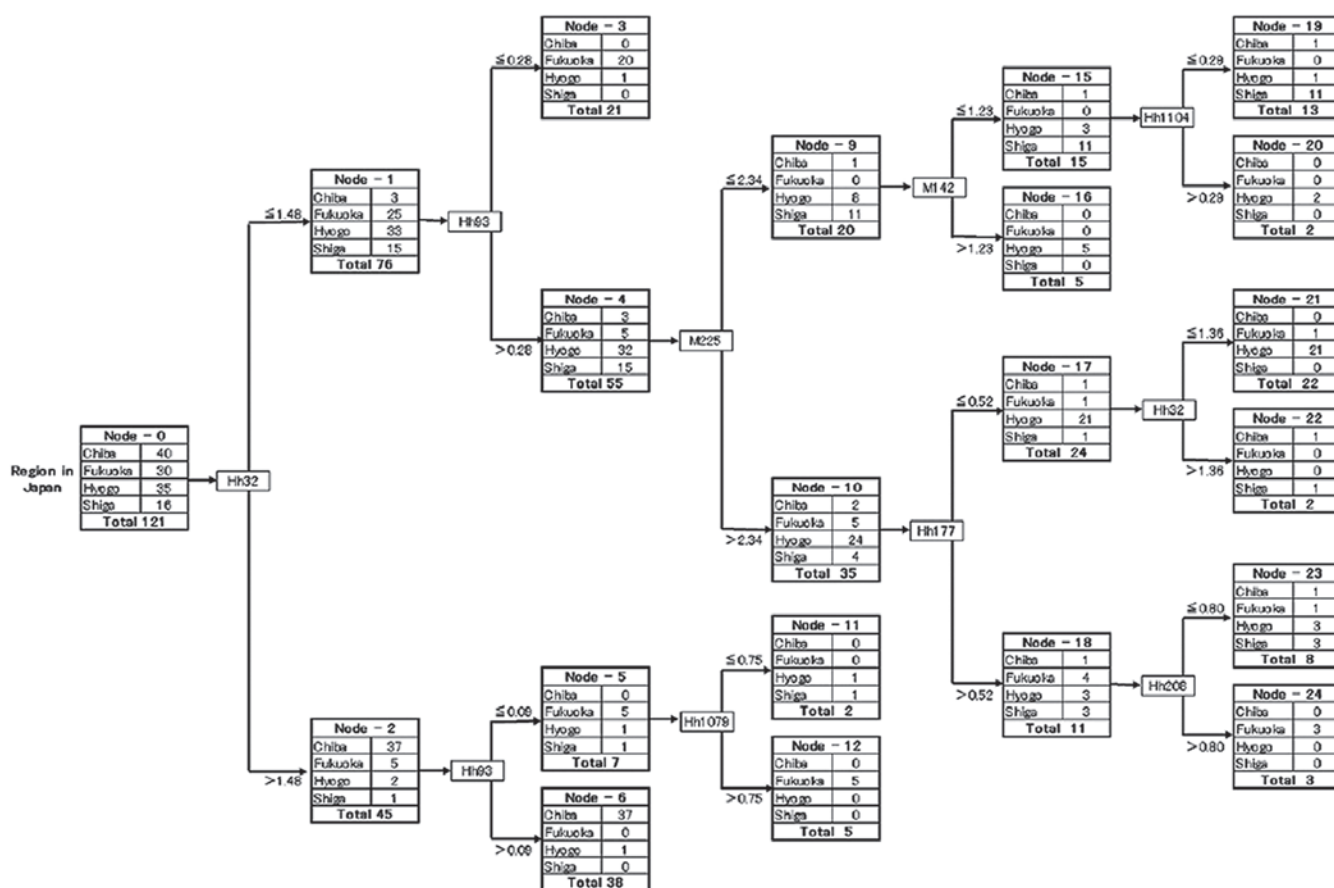 Region in
Japan
Node - 0
Chiba 40
Fukuoka 30
Hyogo 35
Shiga 16
Total 121
Hh32
≦1.48
>1.48
Node - 1
Chiba 3
Fukuoka 25
Hyogo 33
Shiga 15
Total 76
Hh93
≦0.28
>0.28
Node - 2
Chiba 37
Fukuoka 5
Hyogo 2
Shiga 1
Total 45
Hh93
≦0.09
>0.09
Node - 3
Chiba 0
Fukuoka 20
Hyogo 1
Shiga 0
Total 21
Node - 4
Chiba 3
Fukuoka 5
Hyogo 32
Shiga 15
Total 55
M225
≦2.34
>2.34
Node - 5
Chiba 0
Fukuoka 5
Hyogo 1
Shiga 1
Total 7
Hh1079
≦0.75
>0.75
Node - 6
Chiba 37
Fukuoka 0
Hyogo 1
Shiga 0
Total 38
Node - 9
Chiba 1
Fukuoka 0
Hyogo 8
Shiga 11
Total 20
M142
≦1.23
>1.23
Node - 10
Chiba 2
Fukuoka 5
Hyogo 24
Shiga 4
Total 35
Hh177
≦0.52
>0.52
Node - 11
Chiba 0
Fukuoka 0
Hyogo 1
Shiga 1
Total 2
Node - 12
Chiba 0
Fukuoka 5
Hyogo 0
Shiga 0
Total 5
Node - 15
Chiba 1
Fukuoka 0
Hyogo 3
Shiga 11
Total 15
Hh1104
≦0.29
>0.29
Node - 16
Chiba 0
Fukuoka 0
Hyogo 5
Shiga 0
Total 5
Node - 17
Chiba 1
Fukuoka 1
Hyogo 21
Shiga 1
Total 24
Hh32
≦1.36
>1.36
Node - 18
Chiba 1
Fukuoka 4
Hyogo 3
Shiga 3
Total 11
Hh208
≦0.80
>0.80
Node - 19
Chiba 1
Fukuoka 0
Hyogo 1
Shiga 11
Total 13
Node - 20
Chiba 0
Fukuoka 0
Hyogo 2
Shiga 0
Total 2
Node - 21
Chiba 0
Fukuoka 1
Hyogo 21
Shiga 0
Total 22
Node - 22
Chiba 1
Fukuoka 0
Hyogo 0
Shiga 1
Total 2
Node - 23
Chiba 1
Fukuoka 1
Hyogo 3
Shiga 3
Total 8
Node - 24
Chiba 0
Fukuoka 3
Hyogo 0
Shiga 0
Total 3